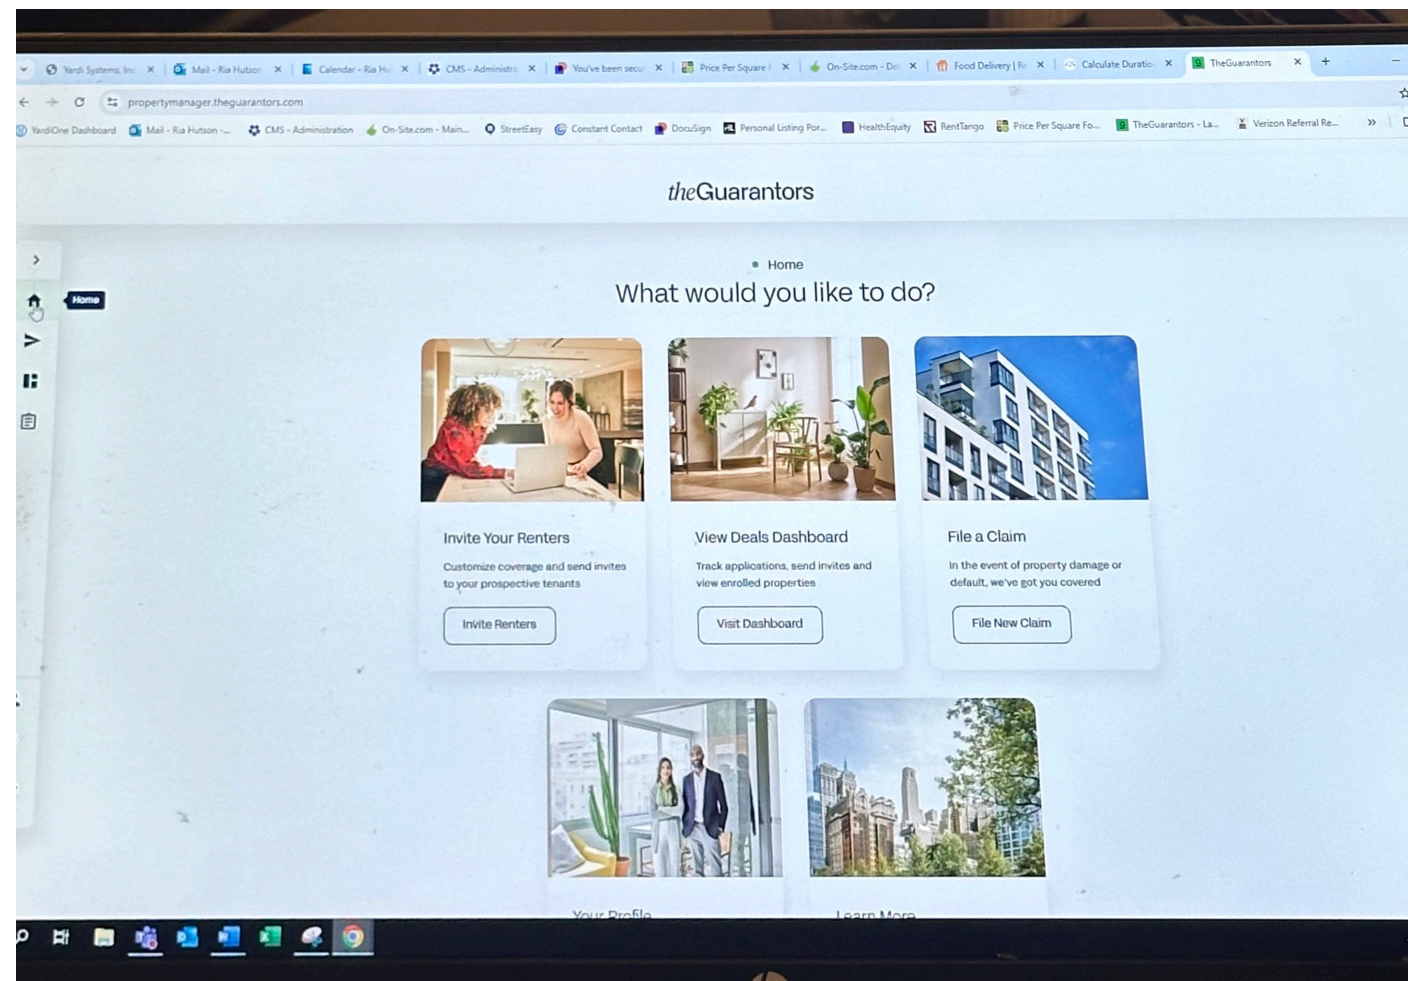 Yardi Systems, Inc
Mail - Ria Hutson
Calendar - Ria Hu
CMS - Administra
You've been secu
Price Per Square F
On-Site.com - De
Food Delivery | R
Calculate Duratio
TheGuarantors
propertymanager.theguarantors.com
YardiOne Dashboard
Mail - Ria Hutson -...
CMS - Administration
On-Site.com - Main...
StreetEasy
Constant Contact
DocuSign
Personal Listing Por...
HealthEquity
RentTango
Price Per Square Fo...
TheGuarantors - La...
Verizon Referral Re...
theGuarantors
Home
Home
What would you like to do?
Invite Your Renters
Customize coverage and send invites
to your prospective tenants
Invite Renters
View Deals Dashboard
Track applications, send invites and
view enrolled properties
Visit Dashboard
File a Claim
In the event of property damage or
default, we've got you covered
File New Claim
Your Profile
Learn More